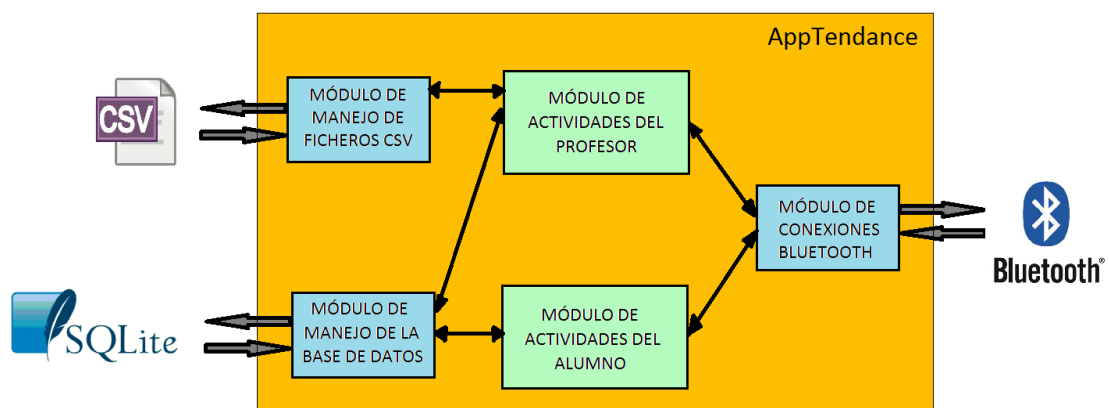 AppTendance
CSV
MÓDULO DE
MANEJO DE
FICHEROS CSV
MÓDULO DE
ACTIVIDADES DEL
PROFESOR
MÓDULO DE
CONEXIONES
BLUETOOTH
Bluetooth®
SQLite
MÓDULO DE
MANEJO DE LA
BASE DE DATOS
MÓDULO DE
ACTIVIDADES DEL
ALUMNO